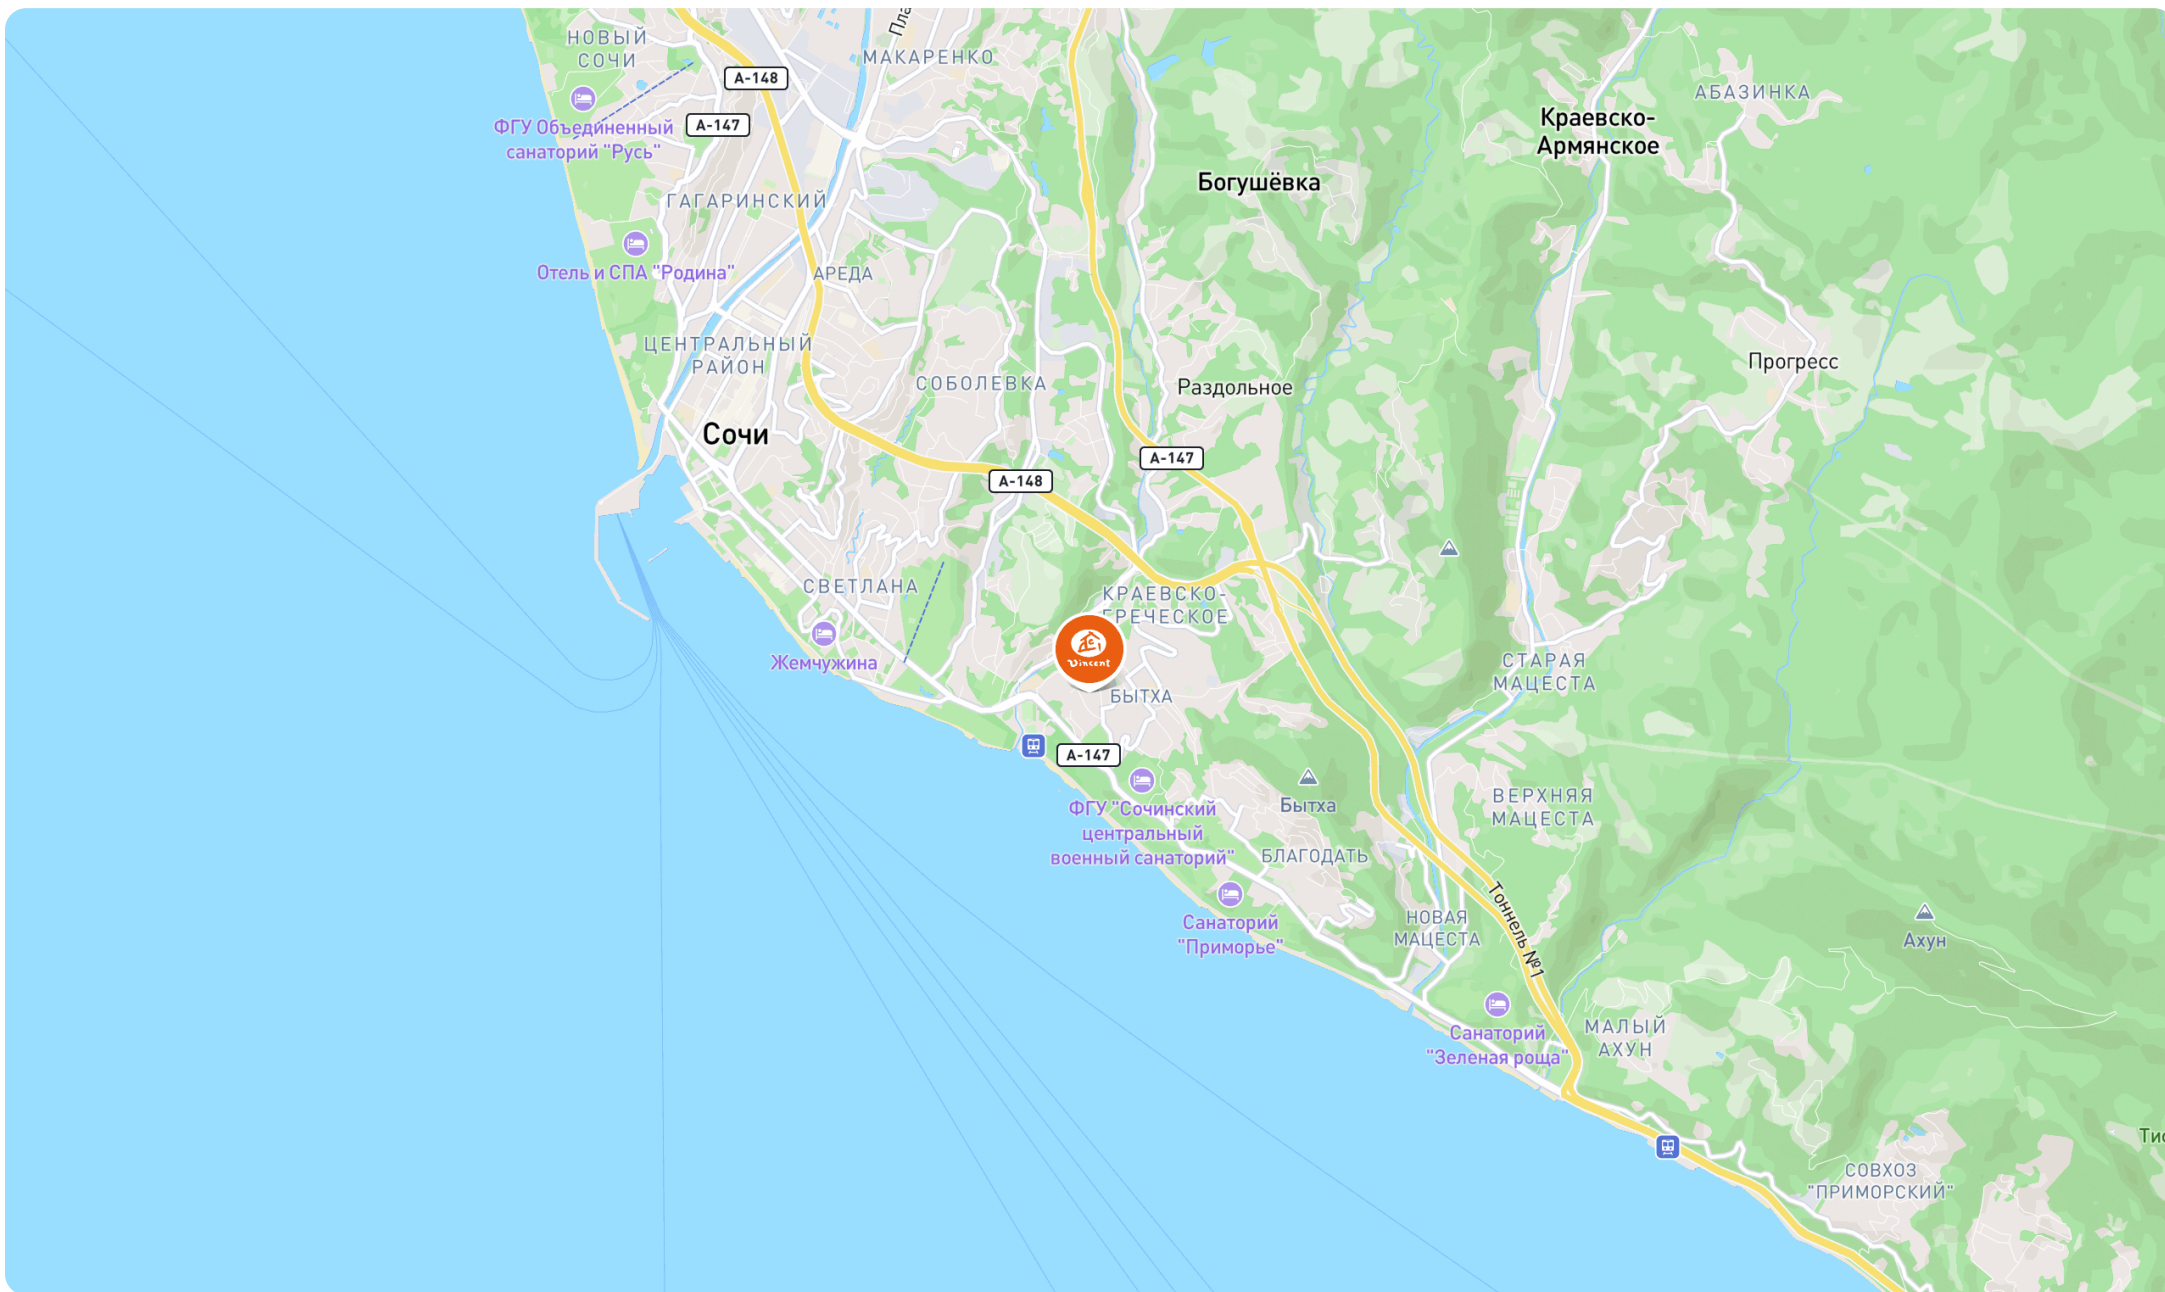 НОВЫЙ
СОЧИ
МАКАРЕНКО
А-148
А-147
ФГУ Объединенный
санаторий "Русь"
АБАЗИНКА
Краевско-
Армянское
Богушёвка
ГАГАРИНСКИЙ
Отель и СПА "Родина"
АРЕДА
ЦЕНТРАЛЬНЫЙ
РАЙОН
СОБОЛЕВКА
Раздольное
Прогресс
Сочи
А-147
А-148
СВЕТЛАНА
КРАЕВСКО-
ГРЕЧЕСКОЕ
Жемчужина
Vincent
БЫТХА
СТАРАЯ
МАЦЕСТА
А-147
ФГУ "Сочинский
центральный
военный санаторий"
Бытха
ВЕРХНЯЯ
МАЦЕСТА
БЛАГОДАТЬ
Санаторий
"Приморье"
НОВАЯ
МАЦЕСТА
Тоннель №1
Ахун
Санаторий
"Зеленая роща"
МАЛЫЙ
АХУН
СОВХОЗ
"ПРИМОРСКИЙ"